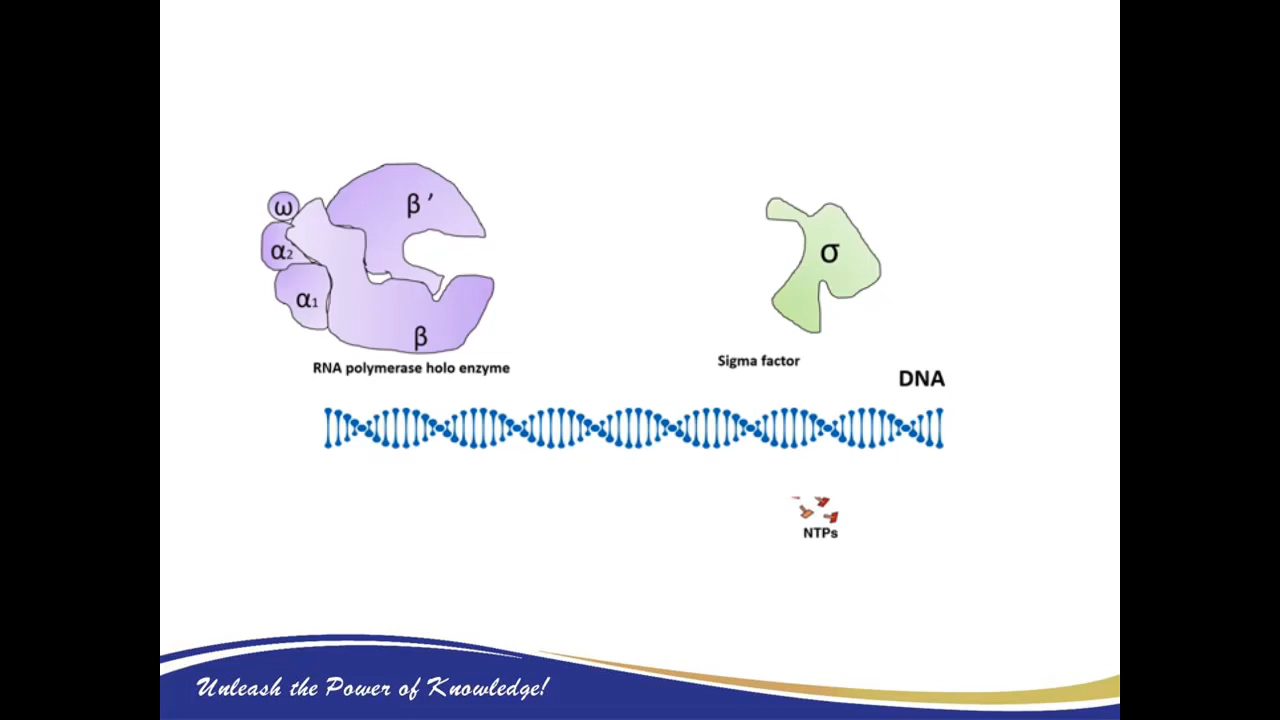 ω
β ′
α2
α1
β
σ
RNA polymerase holo enzyme
Sigma factor
DNA
NTPs
Unleash the Power of Knowledge!